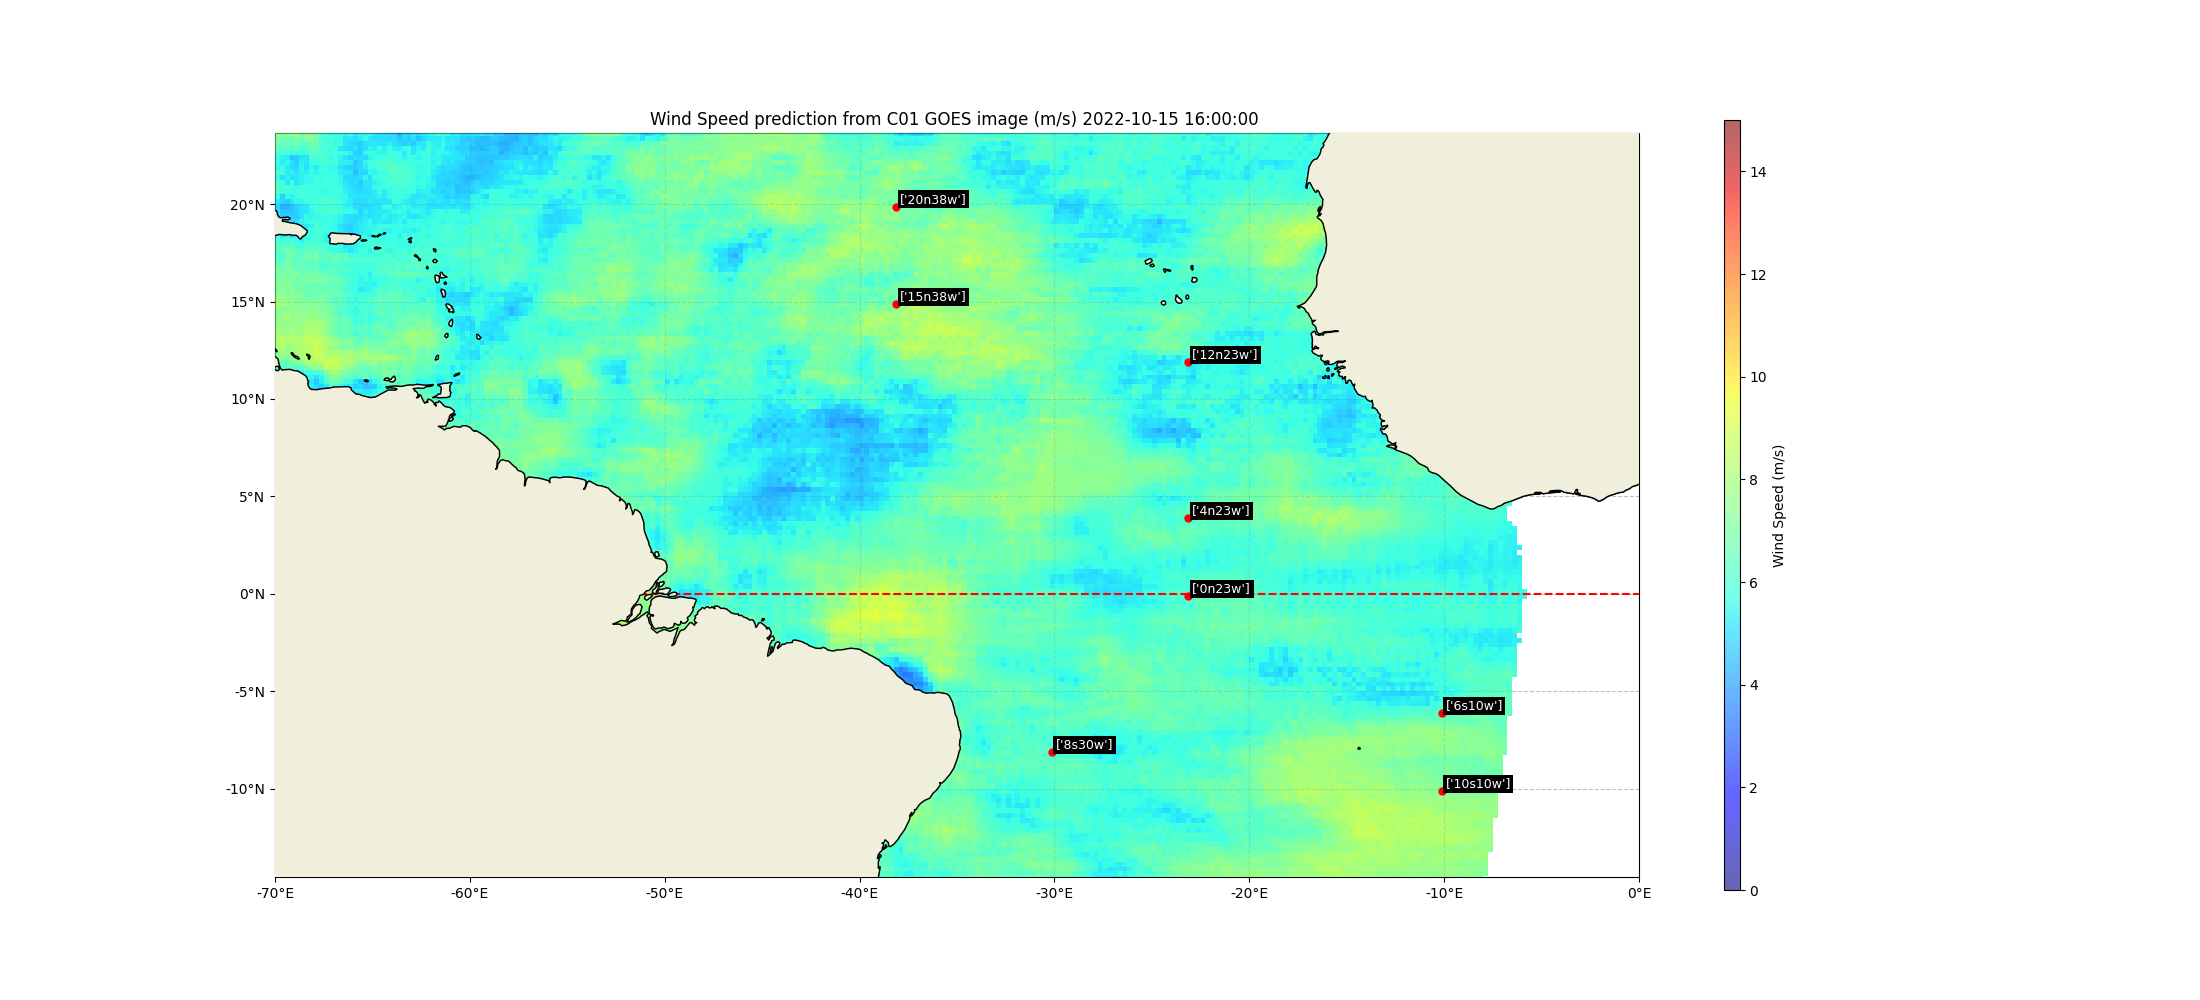 Wind Speed prediction from C01 GOES image (m/s) 2022-10-15 16:00:00
20°N
15°N
10°N
5°N
0°N
-5°N
-10°N
['20n38w']
['15n38w']
['12n23w']
['4n23w']
['0n23w']
['6s10w']
['8s30w']
['10s10w']
-70°E -60°E -50°E -40°E -30°E -20°E -10°E 0°E
14
12
10
8
6
4
2
0
Wind Speed (m/s)